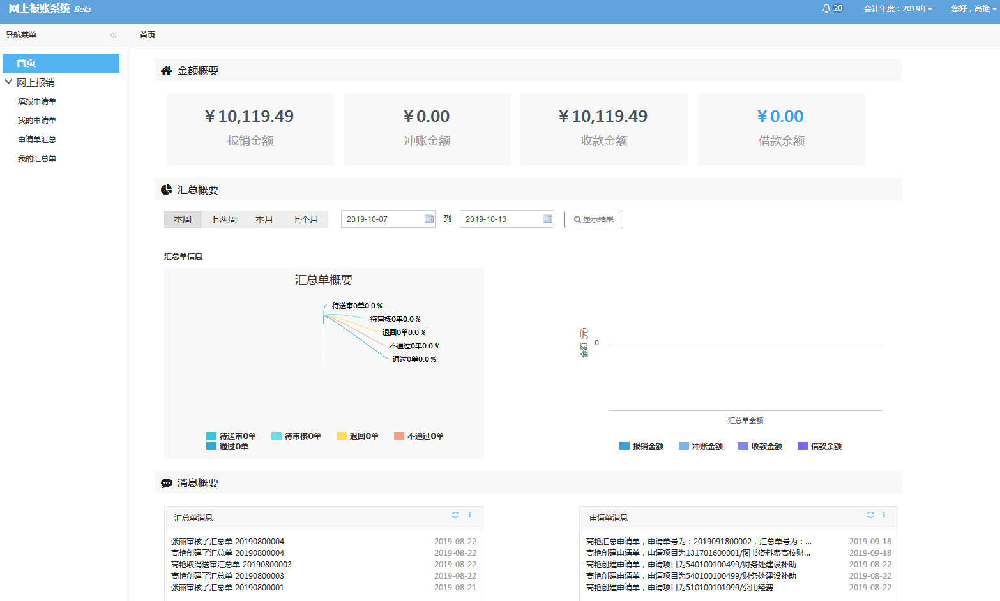 网上报账系统 Beta
20 会计年度：2019年 您好，高艳
导航菜单
首页
首页
网上报销
填报申请单
我的申请单
申请单汇总
我的汇总单
金额概要
￥10,119.49
报销金额
￥0.00
冲账金额
￥10,119.49
收款金额
￥0.00
借款余额
汇总概要
本周 上两周 本月 上个月 2019-10-07 - 到- 2019-10-13 显示结果
汇总单信息
汇总单概要
待送审0单0.0 %
待审核0单0.0 %
退回0单0.0 %
不通过0单0.0 %
通过0单0.0 %
待送审0单 待审核0单 退回0单 不通过0单
通过0单
金额 (元)
0
汇总单金额
报销金额 冲账金额 收款金额 借款余额
消息概要
汇总单消息
张丽审核了汇总单 20190800004 2019-08-22
高艳创建了汇总单 20190800004 2019-08-22
高艳取消送审汇总单 20190800003 2019-08-22
高艳创建了汇总单 20190800003 2019-08-22
张丽审核了汇总单 20190800001 2019-08-21
申请单消息
高艳汇总申请单，申请单号为：2019091800002，汇总单号为：... 2019-09-18
高艳创建申请单，申请项目为131701600001/图书资料费高校财... 2019-09-18
高艳创建申请单，申请项目为540100100499/财务处建设补助 2019-08-22
高艳创建申请单，申请项目为540100100499/财务处建设补助 2019-08-22
高艳创建申请单，申请项目为510100101099/公用经费 2019-08-22